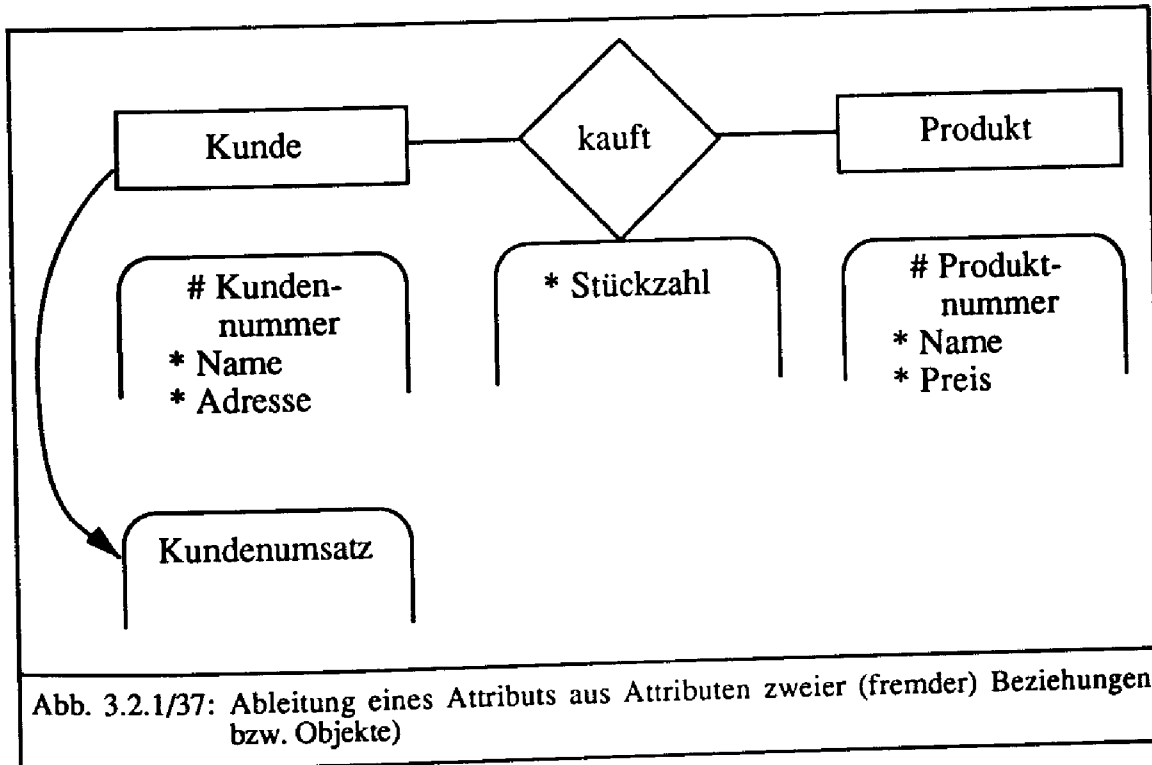 Kunde
kauft
Produkt
# Kunden-
nummer
* Name
* Adresse
* Stückzahl
# Produkt-
nummer
* Name
* Preis
Kundenumsatz
Abb. 3.2.1/37: Ableitung eines Attributs aus Attributen zweier (fremder) Beziehungen
bzw. Objekte)